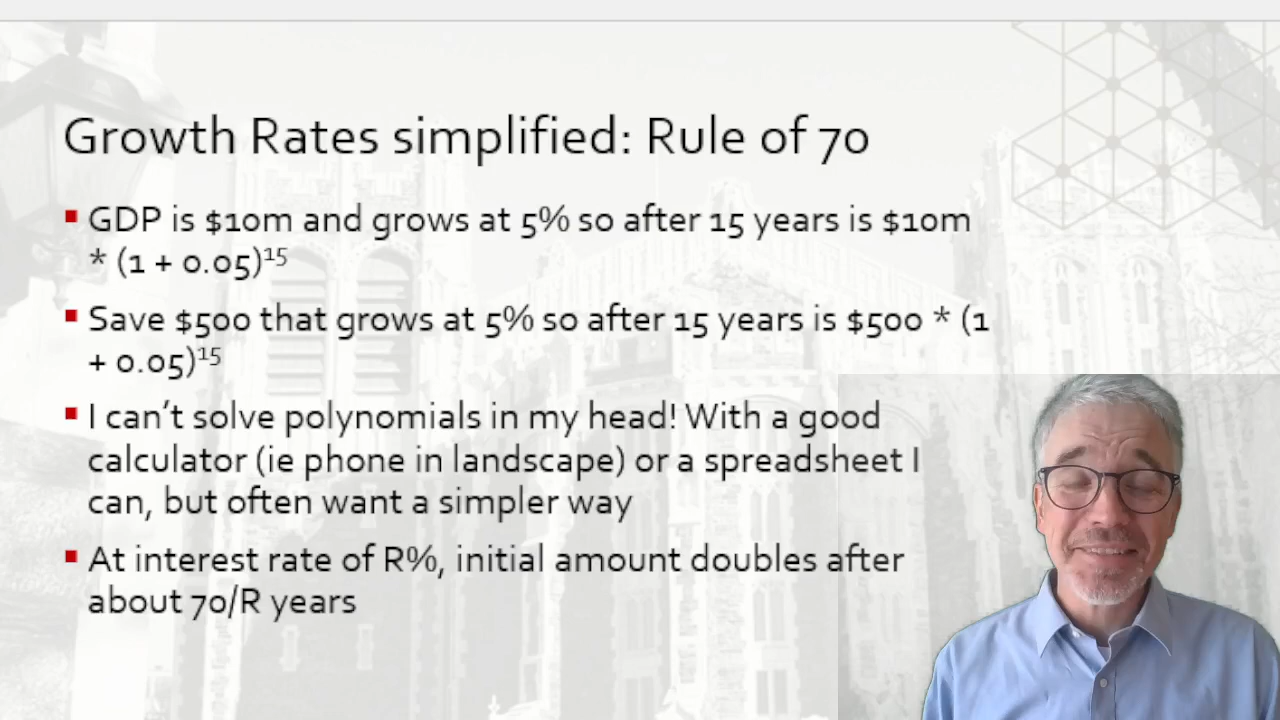 Growth Rates simplified: Rule of 70
GDP is $10m and grows at 5% so after 15 years is $10m
* (1 + 0.05)¹⁵
Save $500 that grows at 5% so after 15 years is $500 * (1
+ 0.05)¹⁵
I can't solve polynomials in my head! With a good
calculator (ie phone in landscape) or a spreadsheet I
can, but often want a simpler way
At interest rate of R%, initial amount doubles after
about 70/R years